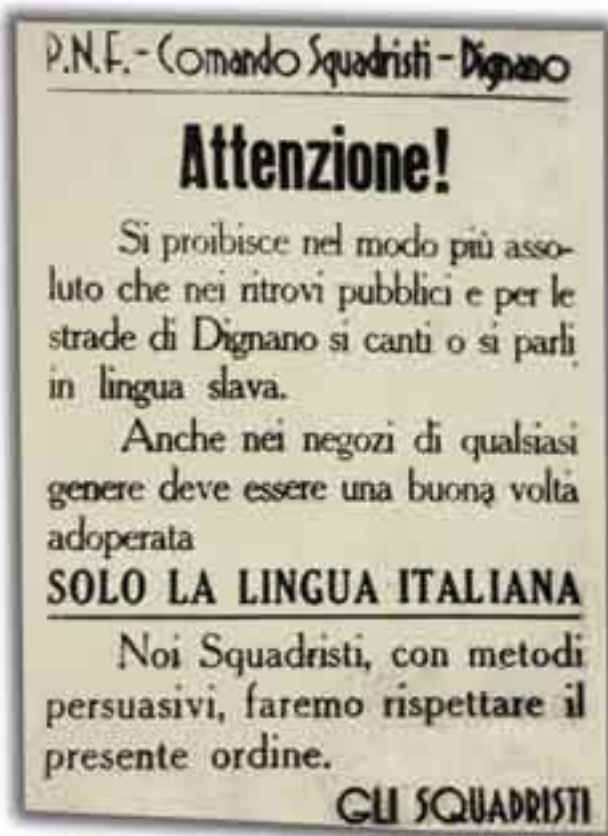 P.N.F. - Comando Squadristi - Dignano
Attenzione!
Si proibisce nel modo più asso-
luto che nei ritrovi pubblici e per le
strade di Dignano si canti o si parli
in lingua slava.
Anche nei negozi di qualsiasi
genere deve essere una buona volta
adoperata
SOLO LA LINGUA ITALIANA
Noi Squadristi, con metodi
persuasivi, faremo rispettare il
presente ordine.
GLI SQUADRISTI